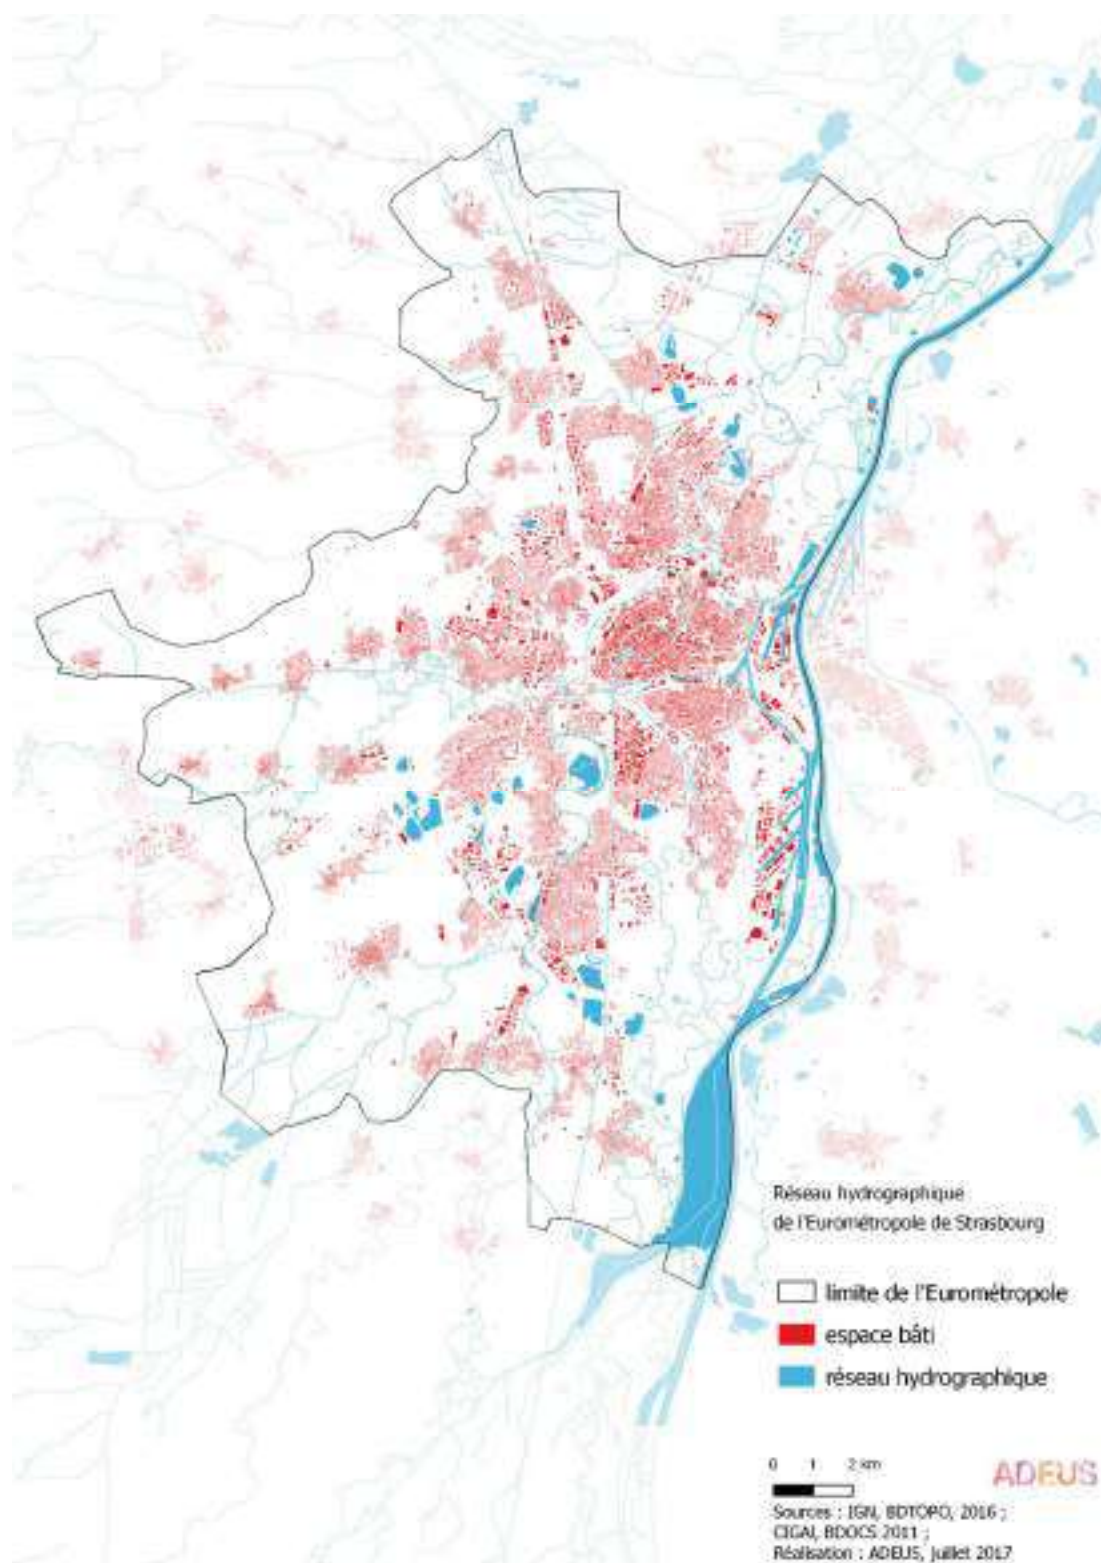 Réseau hydrographique
de l'Eurométropole de Strasbourg
limite de l'Eurométropole
espace bâti
réseau hydrographique
0 1 2 km
ADEUS
Sources : IGN, BDTOPO, 2016 ;
CIGAL, BDOCS 2011 ;
Réalisation : ADEUS, juillet 2017